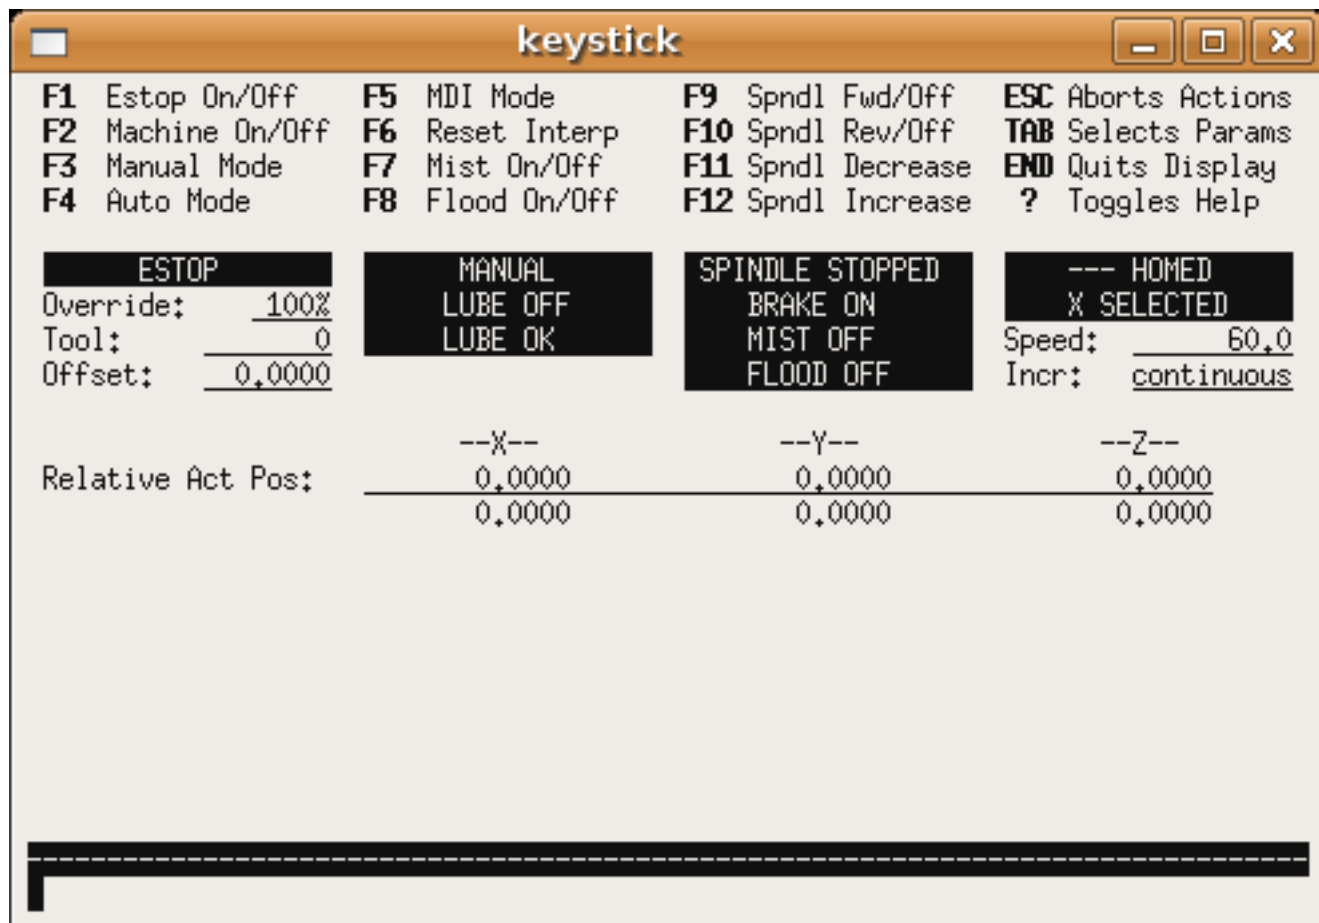 keystick
F1 Estop On/Off F5 MDI Mode F9 Spndl Fwd/Off ESC Aborts Actions
F2 Machine On/Off F6 Reset Interp F10 Spndl Rev/Off TAB Selects Params
F3 Manual Mode F7 Mist On/Off F11 Spndl Decrease END Quits Display
F4 Auto Mode F8 Flood On/Off F12 Spndl Increase ? Toggles Help
ESTOP MANUAL SPINDLE STOPPED --- HOMED
Override: 100% LUBE OFF BRAKE ON X SELECTED
Tool: 0 LUBE OK MIST OFF Speed: 60.0
Offset: 0.0000 FLOOD OFF Incr: continuous
--X-- --Y-- --Z--
Relative Act Pos: 0.0000 0.0000 0.0000
0.0000 0.0000 0.0000